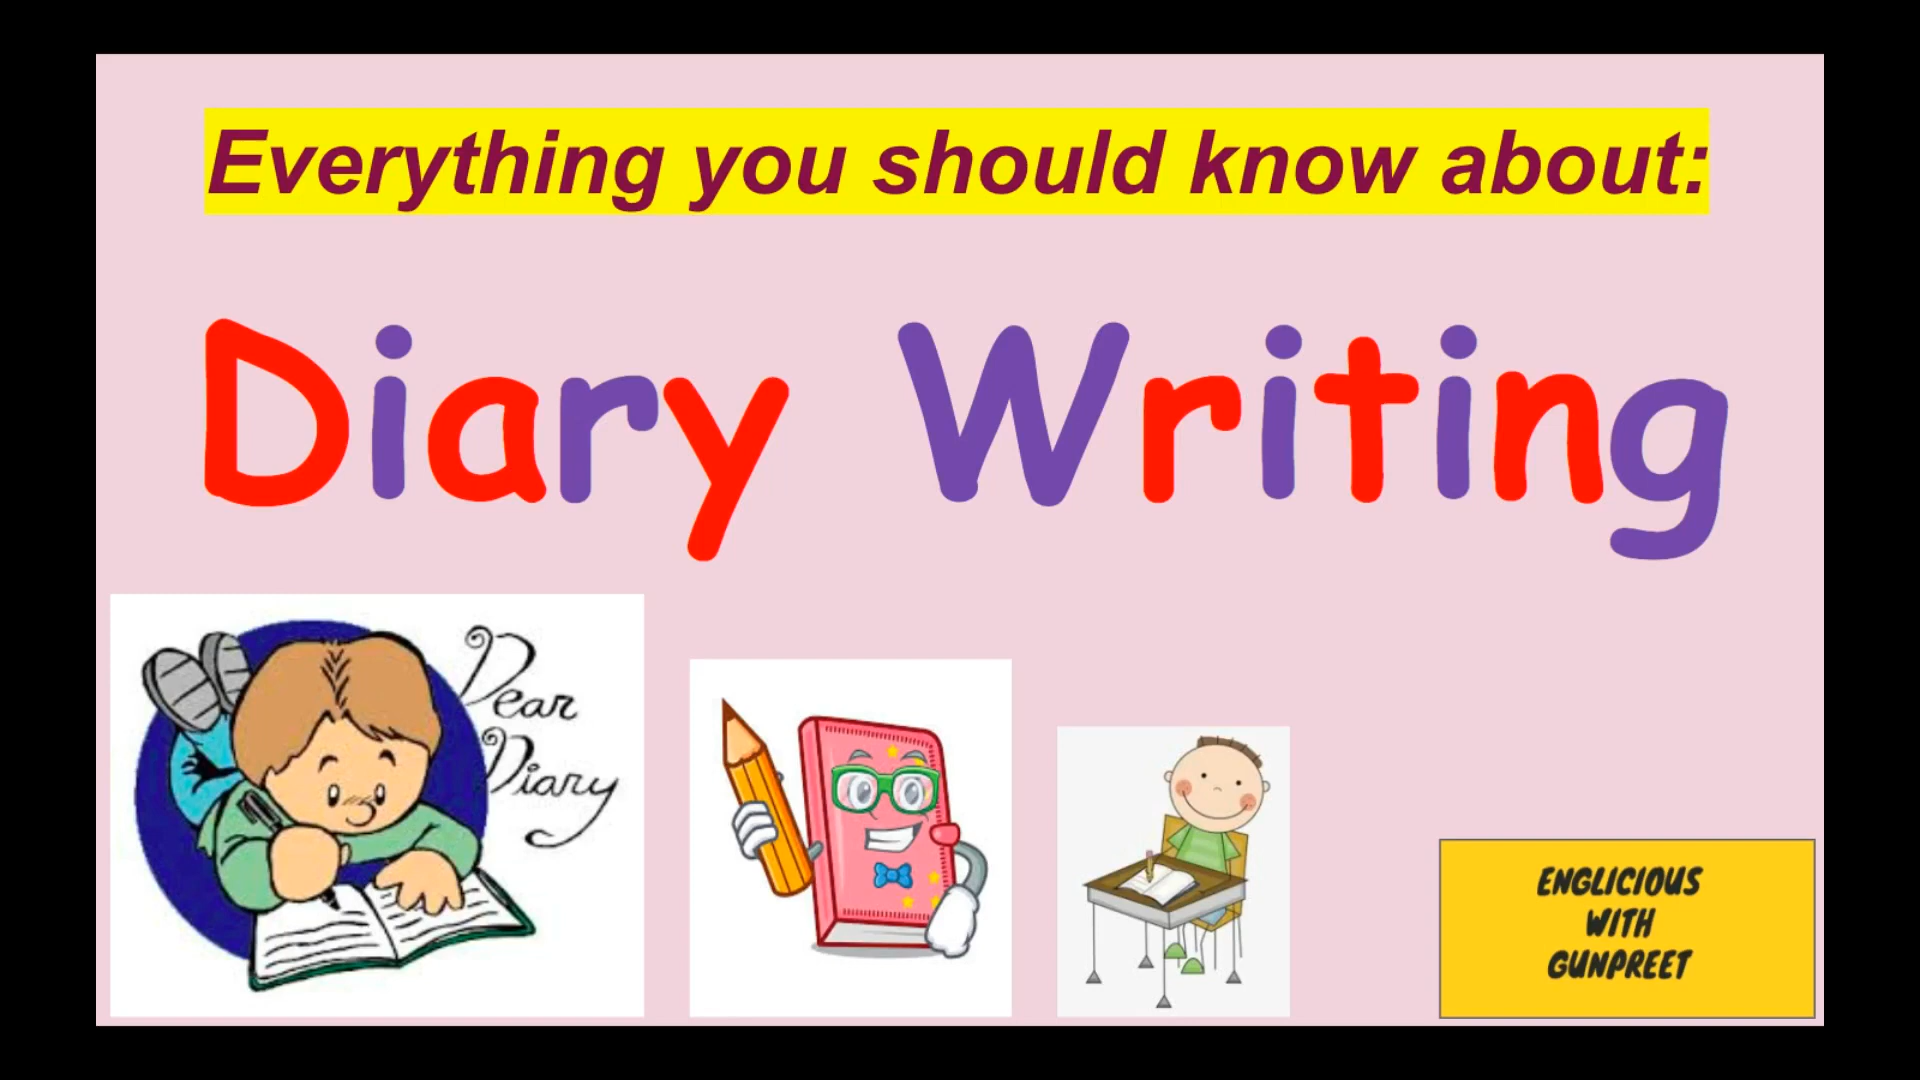 Everything you should know about:
Diary Writing
Dear
Diary
ENGLICIOUS
WITH
GUNPREET